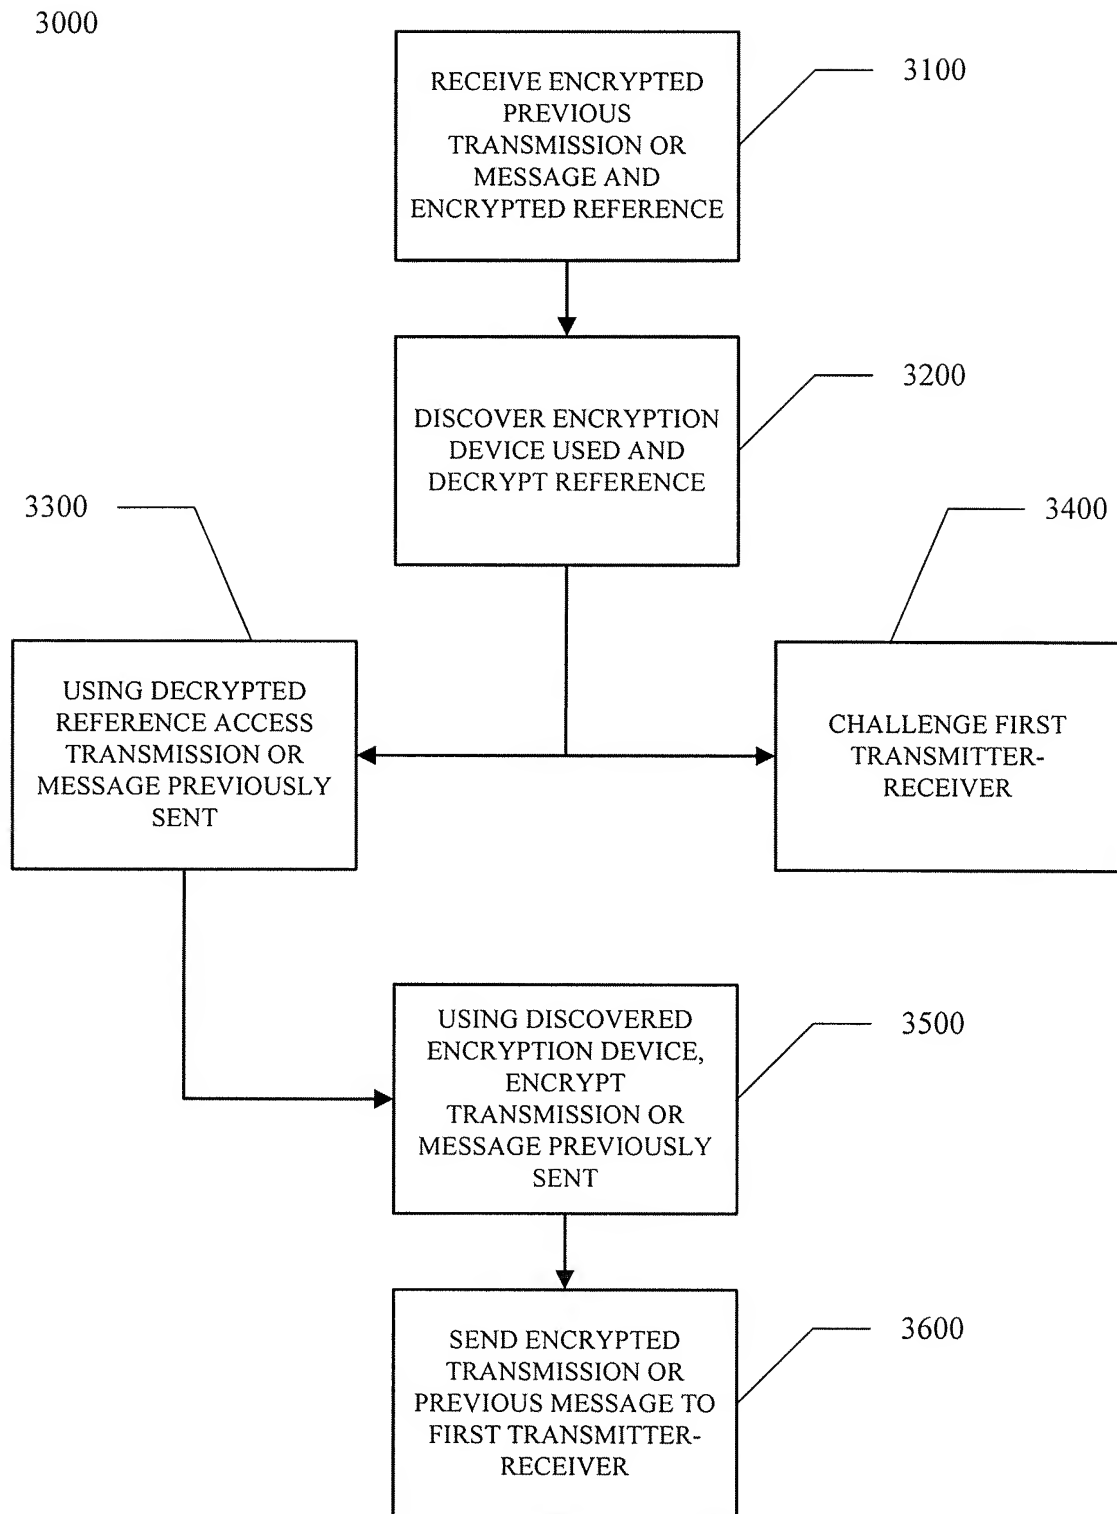 3000
RECEIVE ENCRYPTED
PREVIOUS
TRANSMISSION OR
MESSAGE AND
ENCRYPTED REFERENCE
3100
DISCOVER ENCRYPTION
DEVICE USED AND
DECRYPT REFERENCE
3200
3300
USING DECRYPTED
REFERENCE ACCESS
TRANSMISSION OR
MESSAGE PREVIOUSLY
SENT
3400
CHALLENGE FIRST
TRANSMITTER-
RECEIVER
USING DISCOVERED
ENCRYPTION DEVICE,
ENCRYPT
TRANSMISSION OR
MESSAGE PREVIOUSLY
SENT
3500
SEND ENCRYPTED
TRANSMISSION OR
PREVIOUS MESSAGE TO
FIRST TRANSMITTER-
RECEIVER
3600